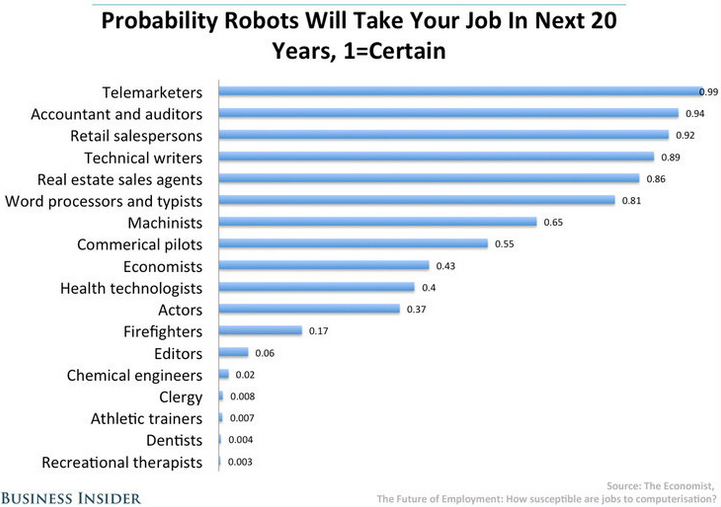 Probability Robots Will Take Your Job In Next 20
Years, 1=Certain
Telemarketers 0.99
Accountant and auditors 0.94
Retail salespersons 0.92
Technical writers 0.89
Real estate sales agents 0.86
Word processors and typists 0.81
Machinists 0.65
Commerical pilots 0.55
Economists 0.43
Health technologists 0.4
Actors 0.37
Firefighters 0.17
Editors 0.06
Chemical engineers 0.02
Clergy 0.008
Athletic trainers 0.007
Dentists 0.004
Recreational therapists 0.003
Source: The Economist,
BUSINESS INSIDER The Future of Employment: How susceptible are jobs to computerisation?